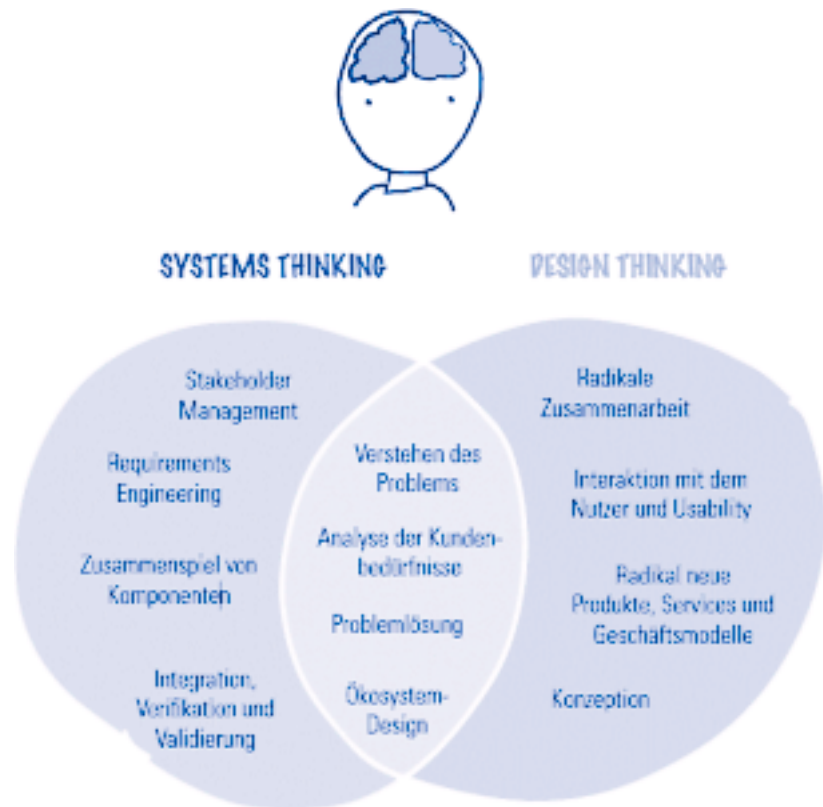 SYSTEMS THINKING
DESIGN THINKING
Stakeholder
Management
Requirements
Engineering
Zusammenspiel von
Komponenten
Integration,
Verifikation und
Validierung
Verstehen des
Problems
Analyse der Kunden-
bedürfnisse
Problemlösung
Ökosystem-
Design
Radikale
Zusammenarbeit
Interaktion mit dem
Nutzer und Usability
Radikal neue
Produkte, Services und
Geschäftsmodelle
Konzeption